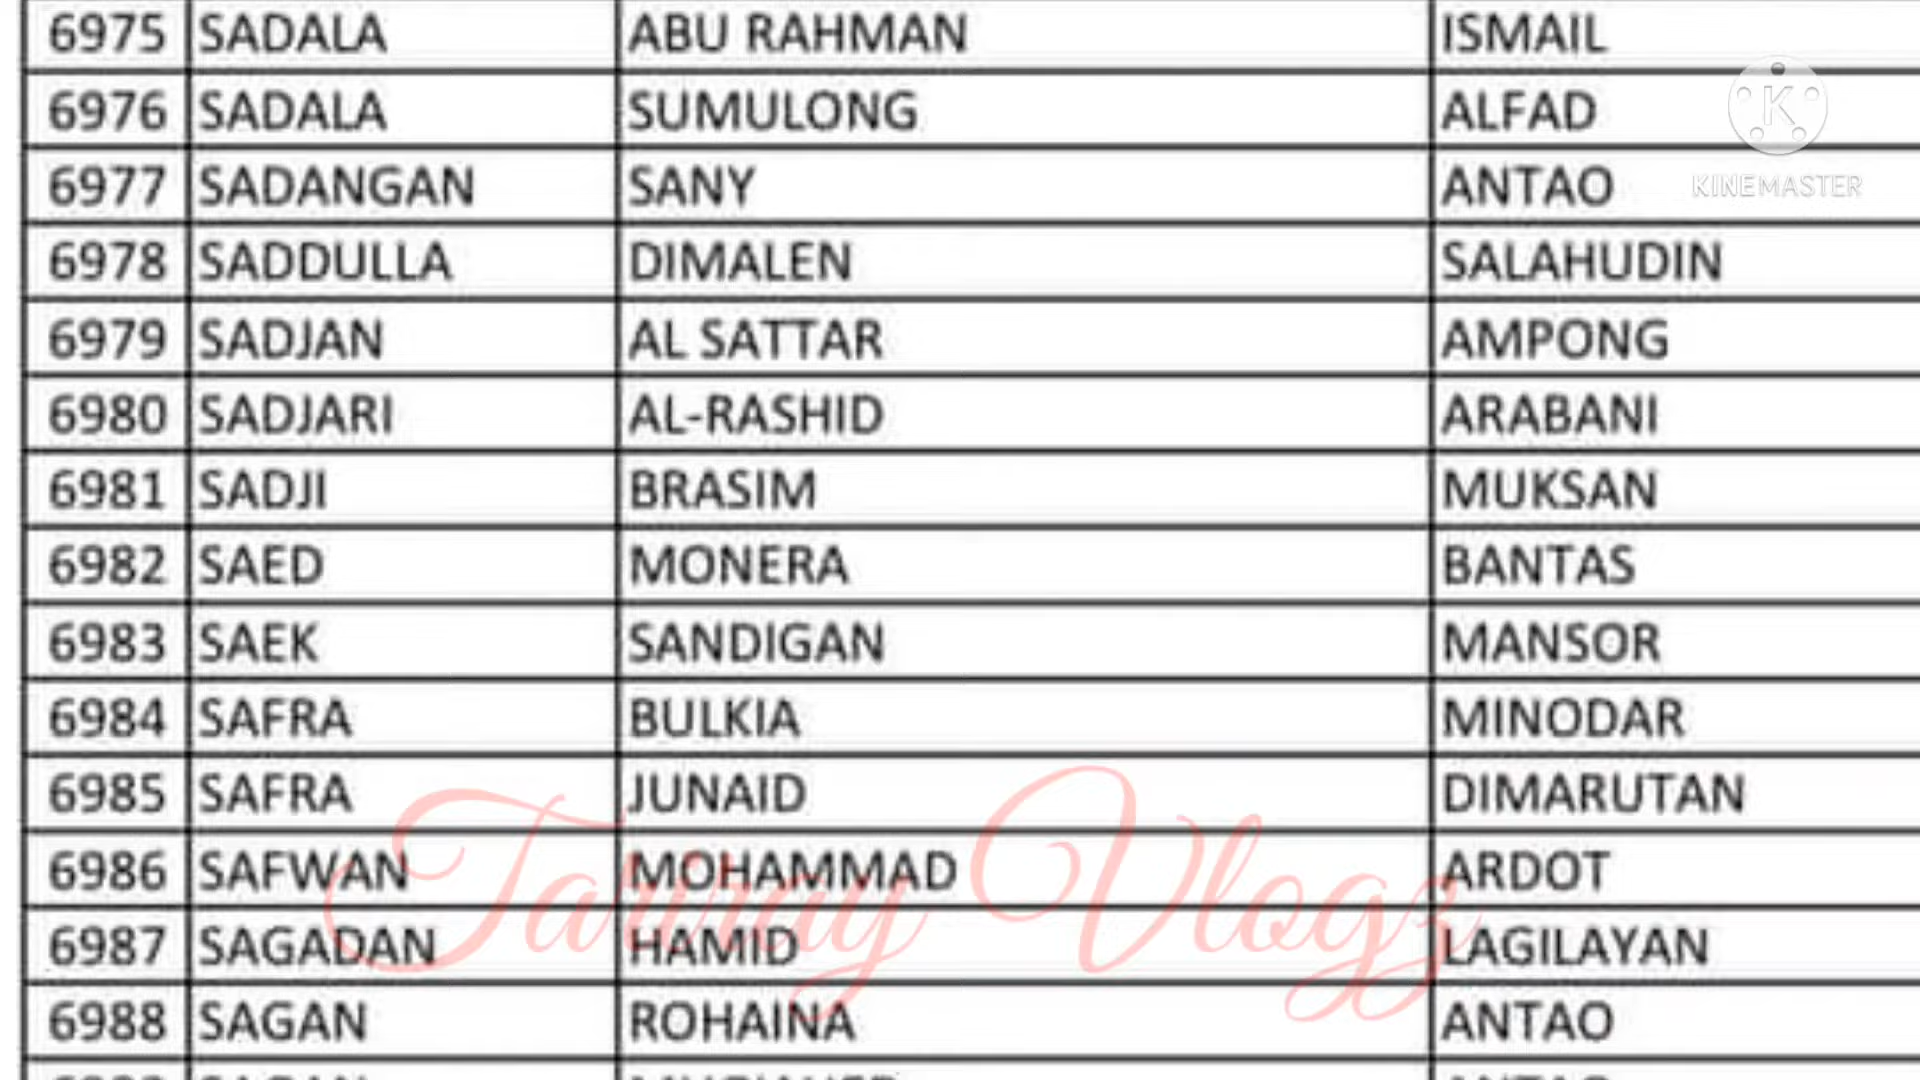 6975 SADALA ABU RAHMAN ISMAIL
6976 SADALA SUMULONG ALFAD
6977 SADANGAN SANY ANTAO
6978 SADDULLA DIMALEN SALAHUDIN
6979 SADJAN AL SATTAR AMPONG
6980 SADJARI AL-RASHID ARABANI
6981 SADJI BRASIM MUKSAN
6982 SAED MONERA BANTAS
6983 SAEK SANDIGAN MANSOR
6984 SAFRA BULKIA MINODAR
6985 SAFRA JUNAID DIMARUTAN
6986 SAFWAN MOHAMMAD ARDOT
6987 SAGADAN HAMID LAGILAYAN
6988 SAGAN ROHAINA ANTAO
K
KINEMASTER
Vlogz